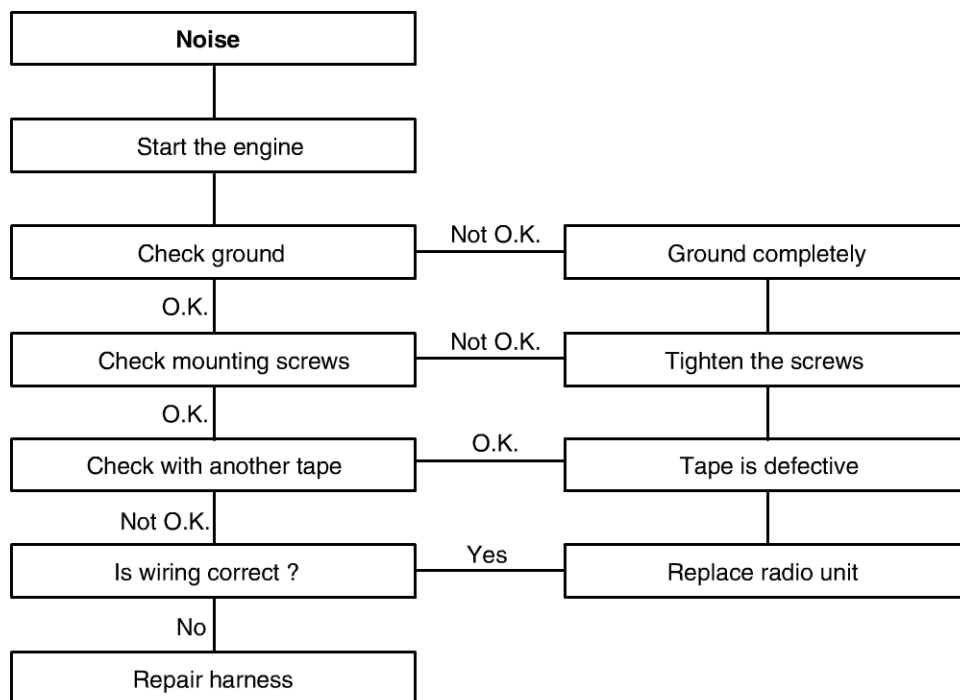 Noise
Start the engine
Check ground
Not O.K.
Ground completely
O.K.
Check mounting screws
Not O.K.
Tighten the screws
O.K.
Check with another tape
O.K.
Tape is defective
Not O.K.
Is wiring correct ?
Yes
Replace radio unit
No
Repair harness